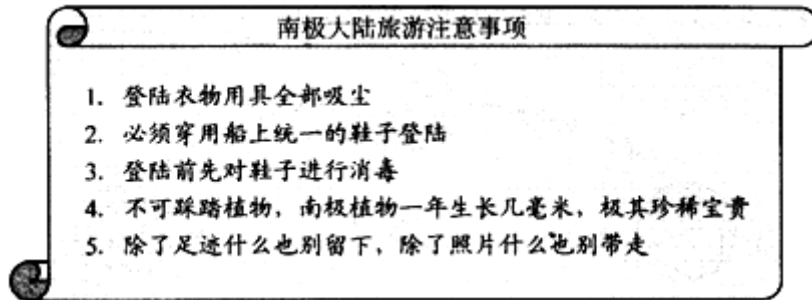 南极大陆旅游注意事项
1. 登陆衣物用具全部吸尘
2. 必须穿用船上统一的鞋子登陆
3. 登陆前先对鞋子进行消毒
4. 不可踩踏植物，南极植物一年生长几毫米，极其珍稀宝贵
5. 除了足迹什么也别留下，除了照片什么也别带走